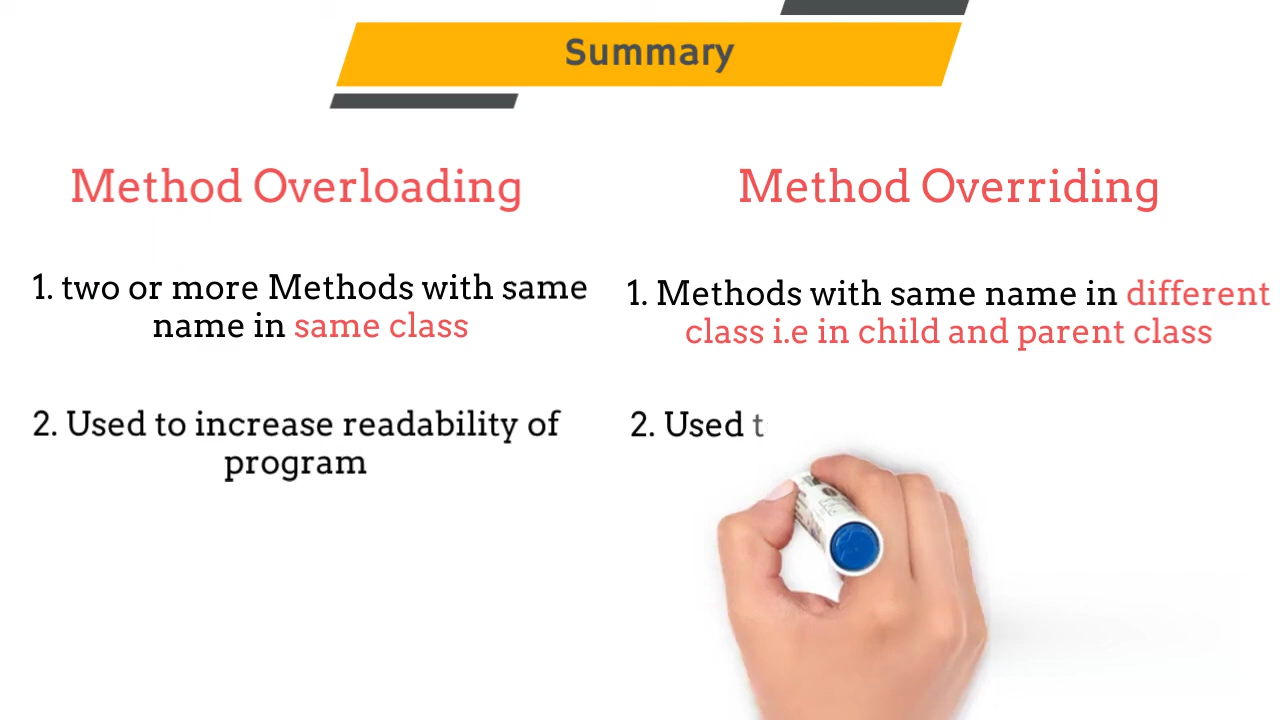 Summary
Method Overloading
1. two or more Methods with same
name in same class
2. Used to increase readability of
program
Method Overriding
1. Methods with same name in different
class i.e in child and parent class
2. Used t